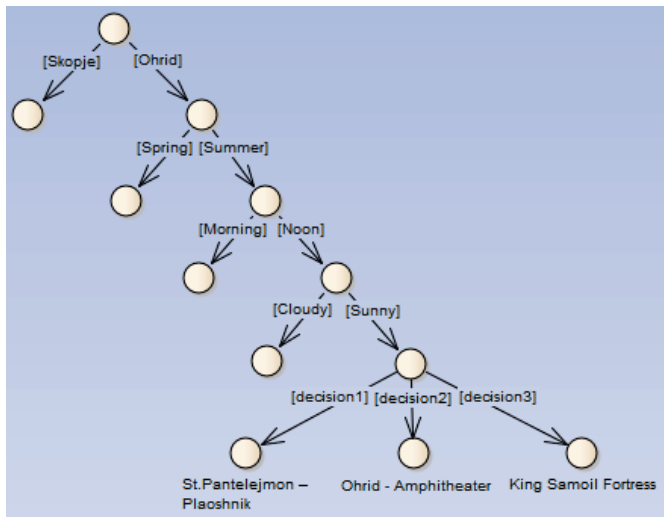 [Skopje] [Ohrid]
[Spring] [Summer]
[Morning] [Noon]
[Cloudy] [Sunny]
[decision1] [decision2] [decision3]
St.Pantelejmon –
Plaoshnik
Ohrid - Amphitheater
King Samoil Fortress